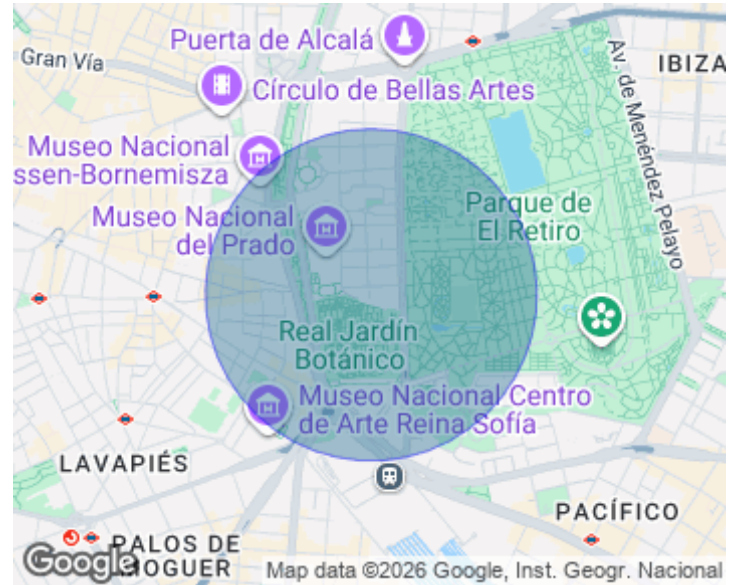 Puerta de Alcalá
Gran Vía
IBIZA
Círculo de Bellas Artes
Av. de Menéndez Pelayo
Museo Nacional
ssen-Bornemisza
Museo Nacional
del Prado
Parque de
El Retiro
Real Jardín
Botánico
Museo Nacional Centro
de Arte Reina Sofía
LAVAPIÉS
PACÍFICO
PALOS DE
MOGUER
Google
Map data ©2026 Google, Inst. Geogr. Nacional